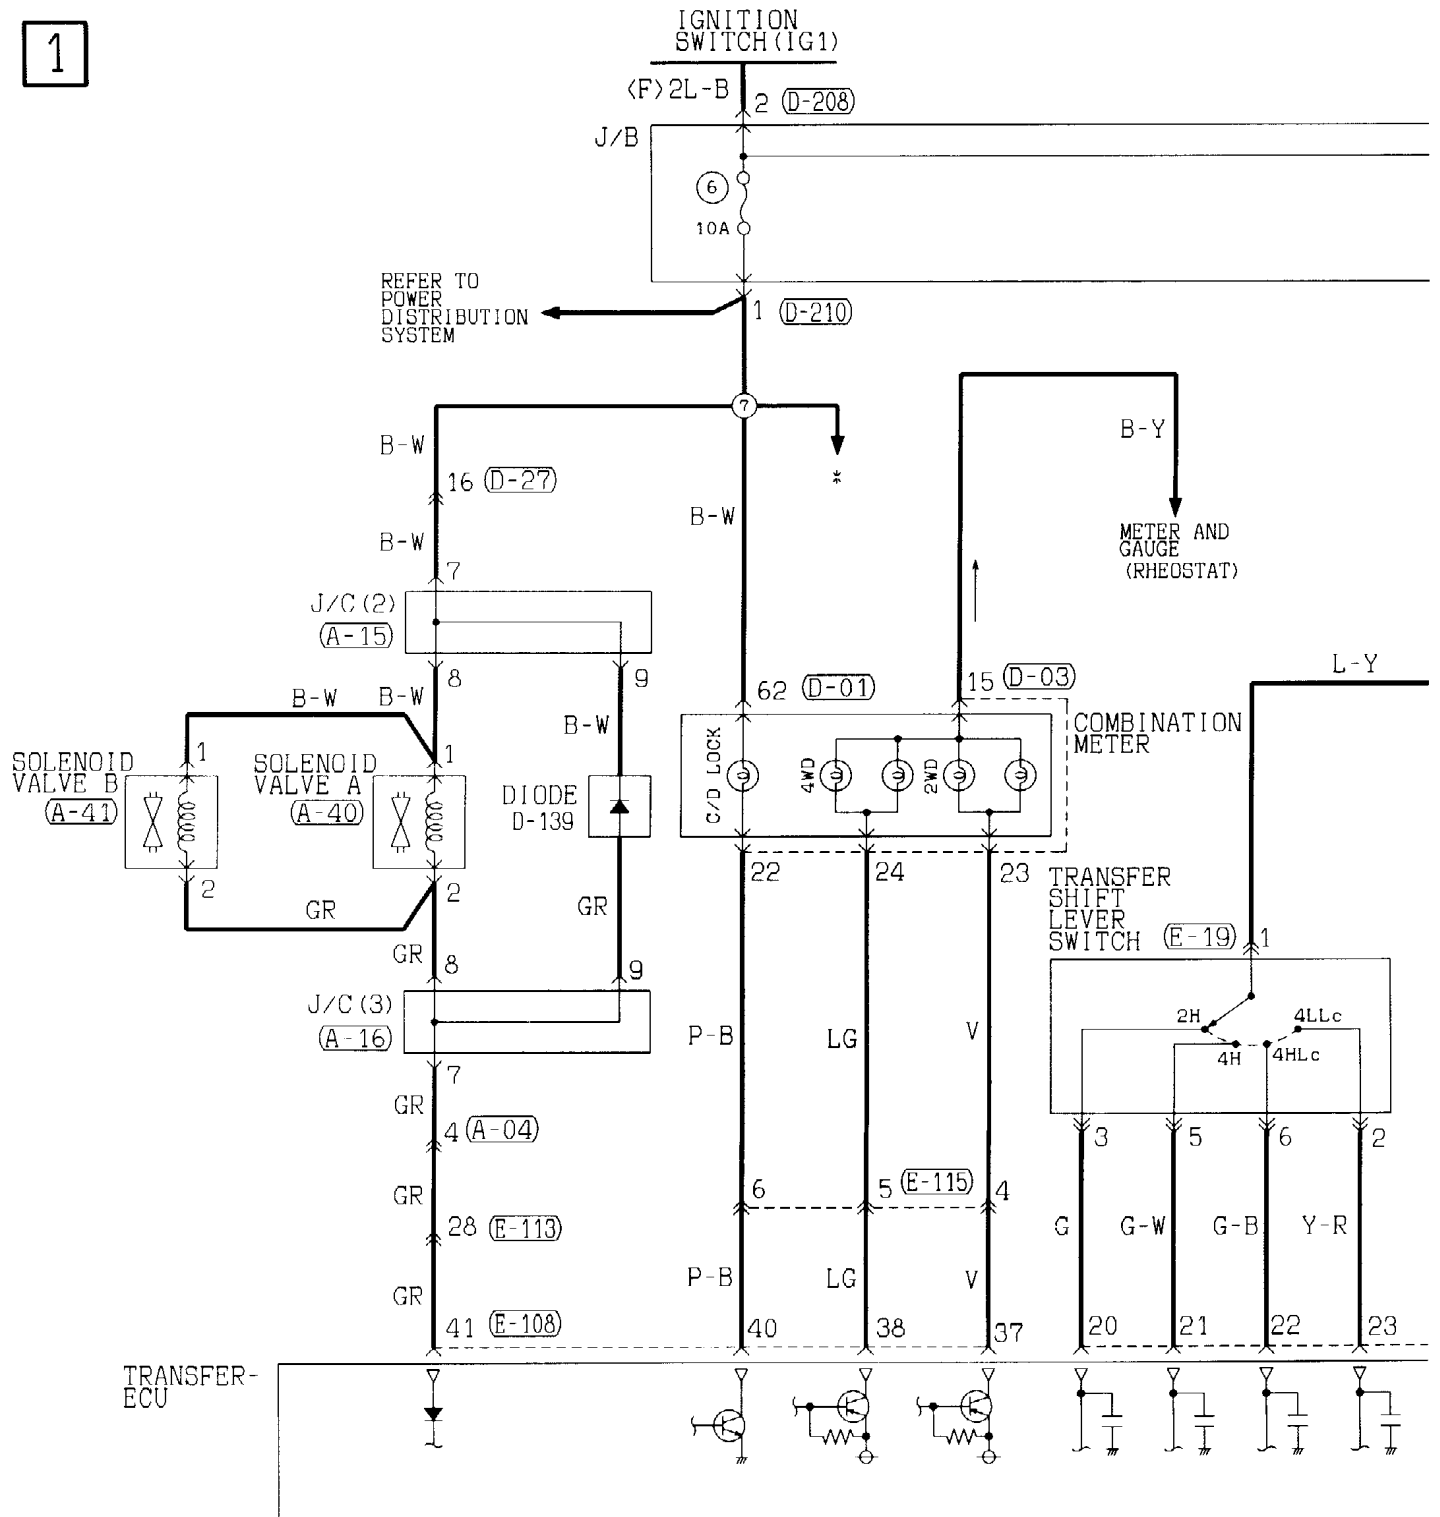 1
IGNITION
SWITCH(IG1)
<F>2L-B
2 (D-208)
J/B
6
10A
REFER TO
POWER
DISTRIBUTION
SYSTEM
1 (D-210)
7
B-W
B-Y
16 (D-27)
*
B-W
METER AND
GAUGE
(RHEOSTAT)
B-W
7
J/C(2)
(A-15)
L-Y
8
9
62 (D-01)
15 (D-03)
B-W
B-W
B-W
COMBINATION
METER
1
1
SOLENOID
VALVE B
(A-41)
SOLENOID
VALVE A
(A-40)
DIODE
D-139
C/D LOCK
4WD
2WD
2
2
22
24
23
GR
GR
TRANSFER
SHIFT
LEVER
SWITCH
(E-19) 1
GR
8
9
J/C(3)
(A-16)
P-B
LG
V
2H
4LLc
4H
4HLc
7
GR
4 (A-04)
3
5
6
2
GR
6
5 (E-115)
4
28 (E-113)
G
G-W
G-B
Y-R
GR
P-B
LG
V
41 (E-108)
40
38
37
20
21
22
23
TRANSFER-
ECU